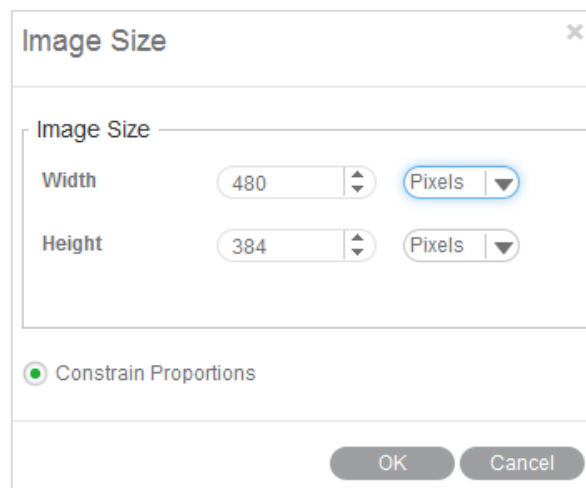 Image Size
Image Size
Width 480 Pixels
Height 384 Pixels
Constrain Proportions
OK Cancel